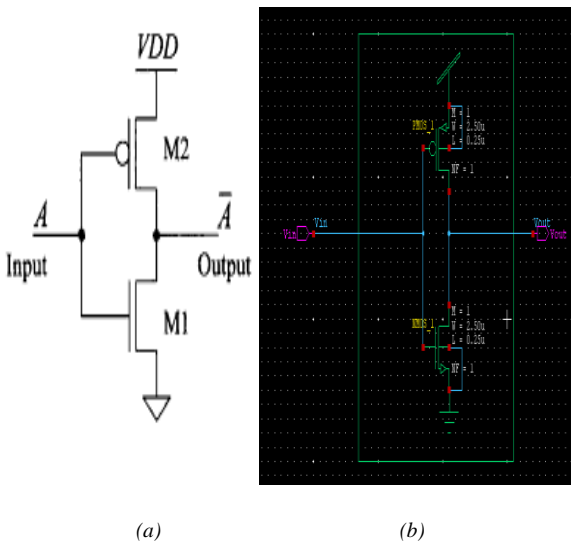 VDD
M2
A
Input
A̅
Output
M1
PMOS_1
M = 1
W = 2.50u
L = 0.25u
NF = 1
Vin
Vin
Vout
Vout
NMOS_1
M = 1
W = 2.50u
L = 0.25u
NF = 1
(a)
(b)